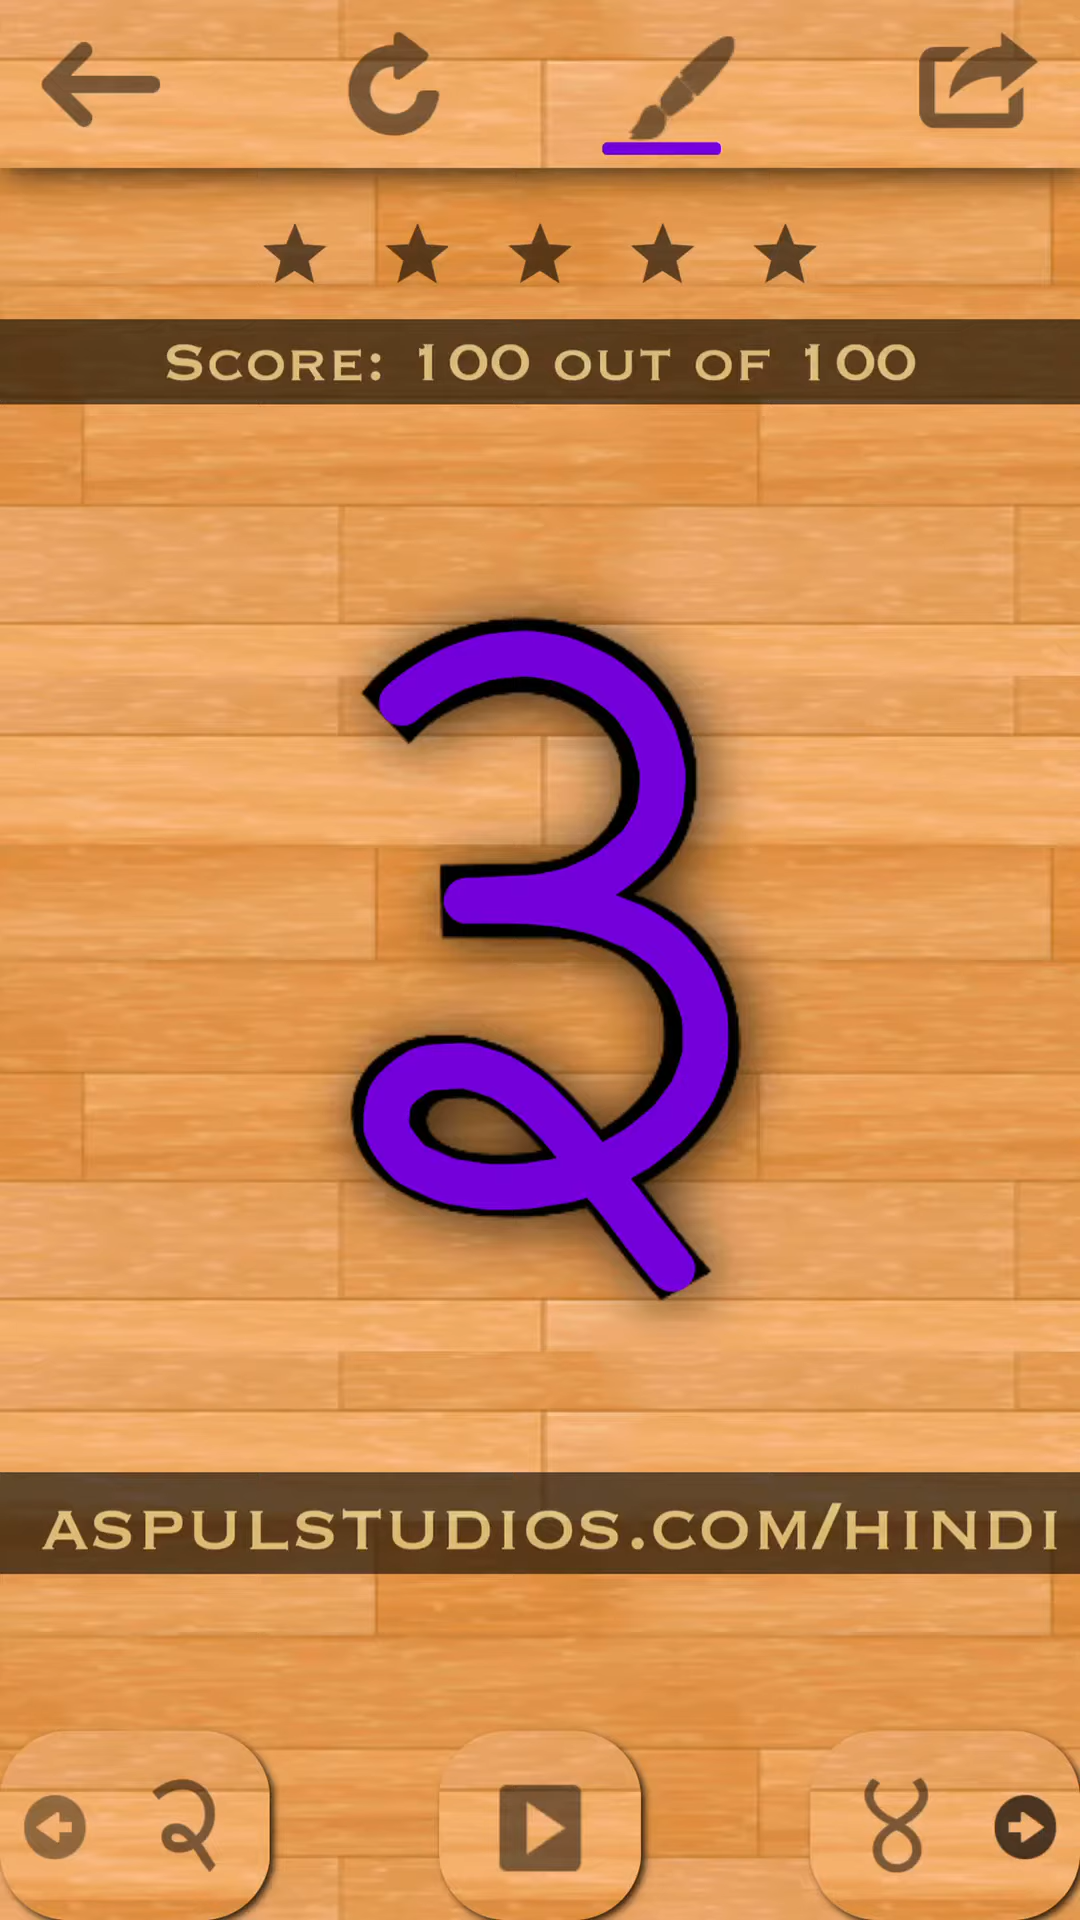 SCORE: 100 OUT OF 100
३
ASPULSTUDIOS.COM/HINDI
२ ४